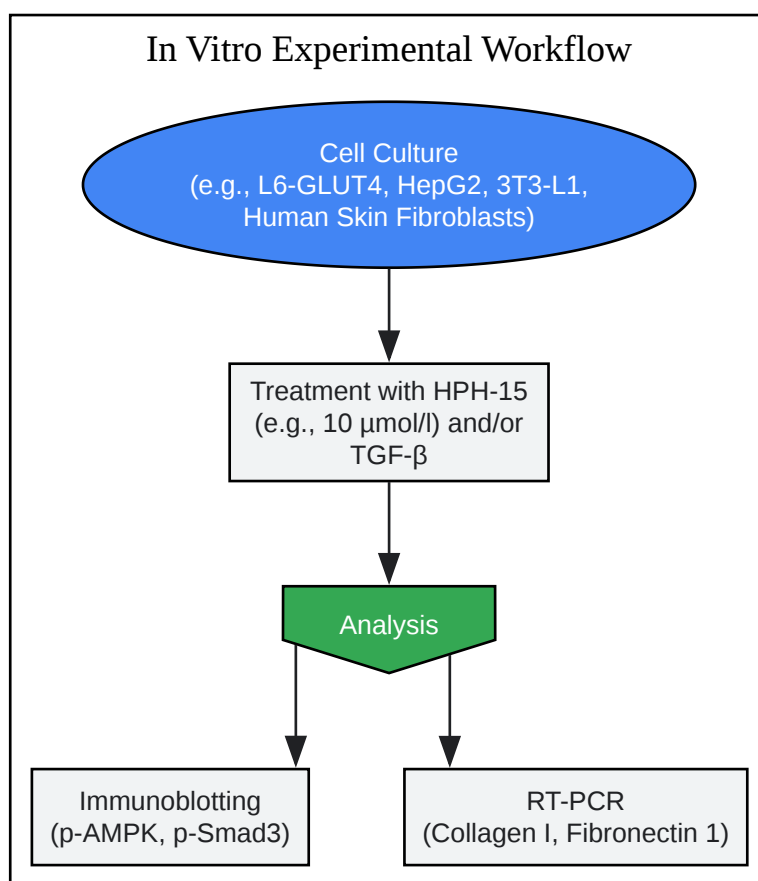 In Vitro Experimental Workflow
Cell Culture
(e.g., L6-GLUT4, HepG2, 3T3-L1,
Human Skin Fibroblasts)
Treatment with HPH-15
(e.g., 10 µmol/l) and/or
TGF-β
Analysis
Immunoblotting
(p-AMPK, p-Smad3)
RT-PCR
(Collagen I, Fibronectin 1)